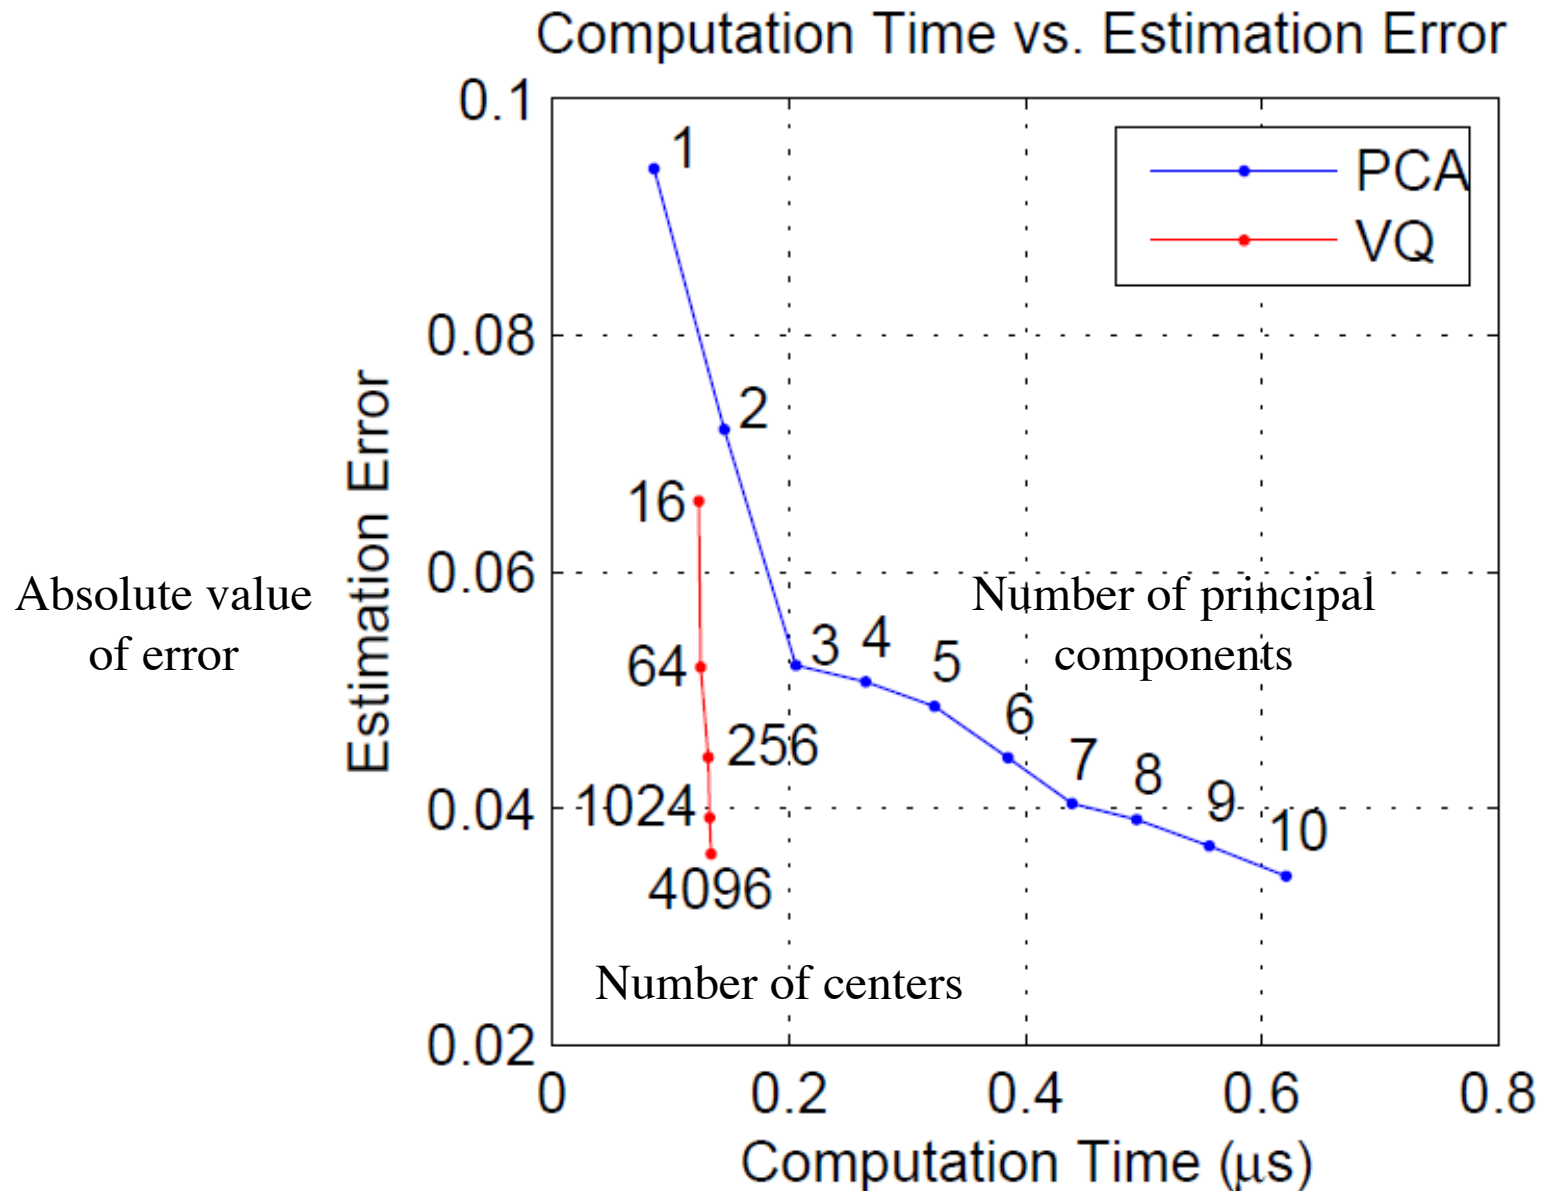 Computation Time vs. Estimation Error
0.1
1
PCA
VQ
0.08
2
16
Estimation Error
0.06
Absolute value
of error
Number of principal
components
3
4
5
64
6
256
7
8
1024
0.04
9
10
4096
Number of centers
0.02
0
0.2
0.4
0.6
0.8
Computation Time (μs)